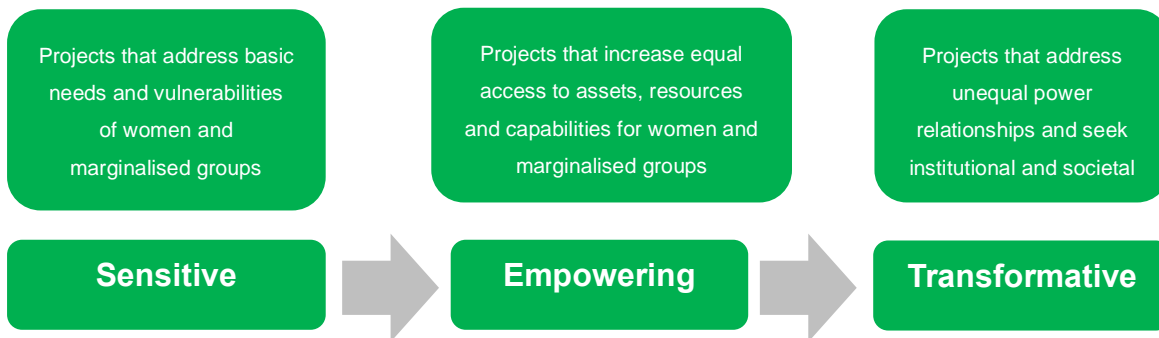 Projects that address basic
needs and vulnerabilities
of women and
marginalised groups
Projects that increase equal
access to assets, resources
and capabilities for women and
marginalised groups
Projects that address
unequal power
relationships and seek
institutional and societal
Sensitive
Empowering
Transformative